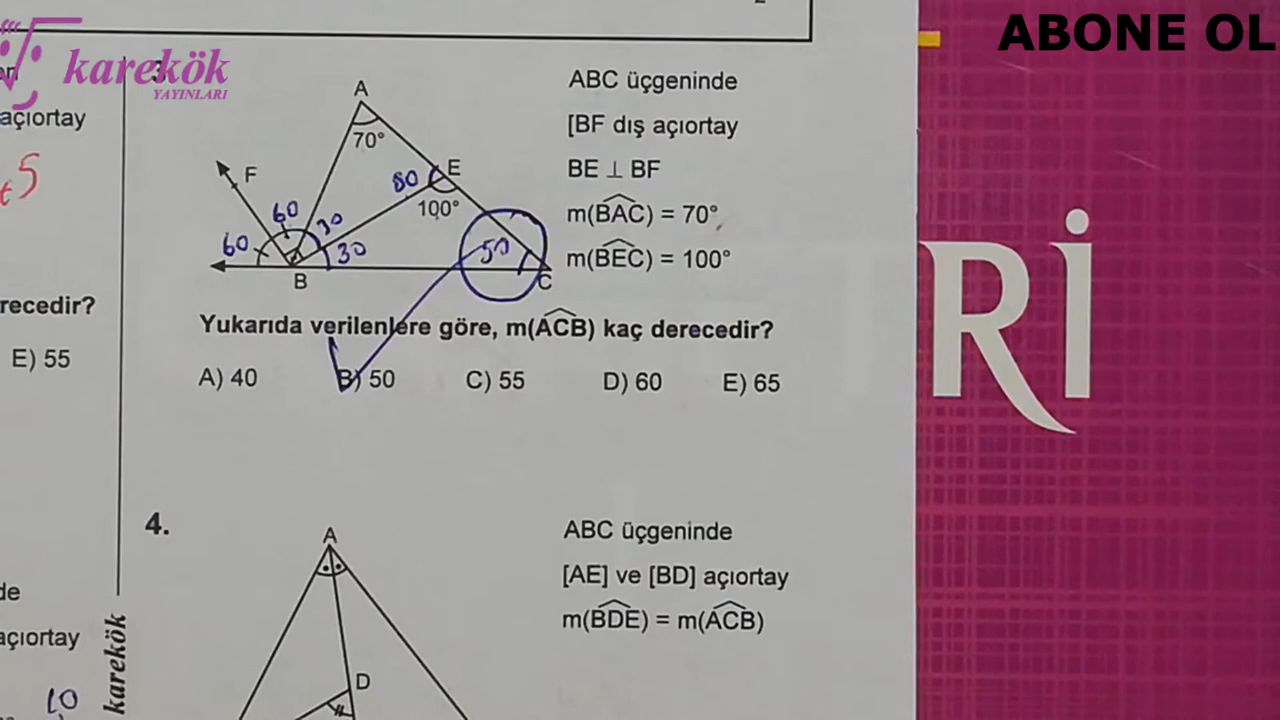 ABONE OL
karekök
YAYINLARI
açıortay
5
recedir?
E) 55
açıortay
10
karekök
A
70°
F
E
80
100°
60
30
60
30
50
B
C
ABC üçgeninde
[BF dış açıortay
BE ⊥ BF
m(BAC) = 70°
m(BEC) = 100°
Yukarıda verilenlere göre, m(ACB) kaç derecedir?
A) 40 B) 50 C) 55 D) 60 E) 65
4.
A
D
ABC üçgeninde
[AE] ve [BD] açıortay
m(BDE) = m(ACB)
Rİ